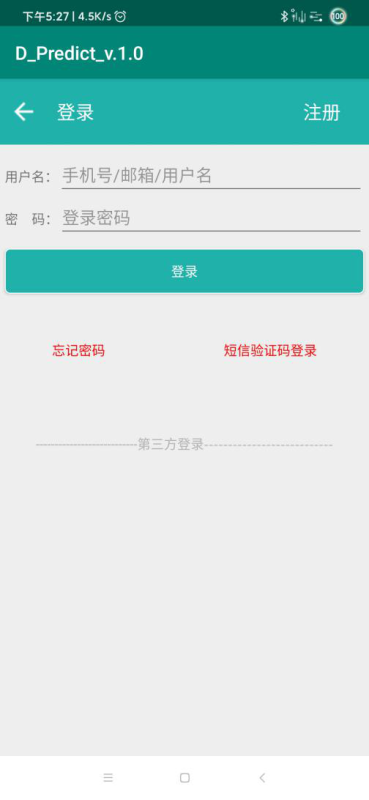 下午5:27 | 4.5K/s
100
D_Predict_v.1.0
登录 注册
用户名： 手机号/邮箱/用户名
密 码： 登录密码
登录
忘记密码 短信验证码登录
--------------------------第三方登录--------------------------